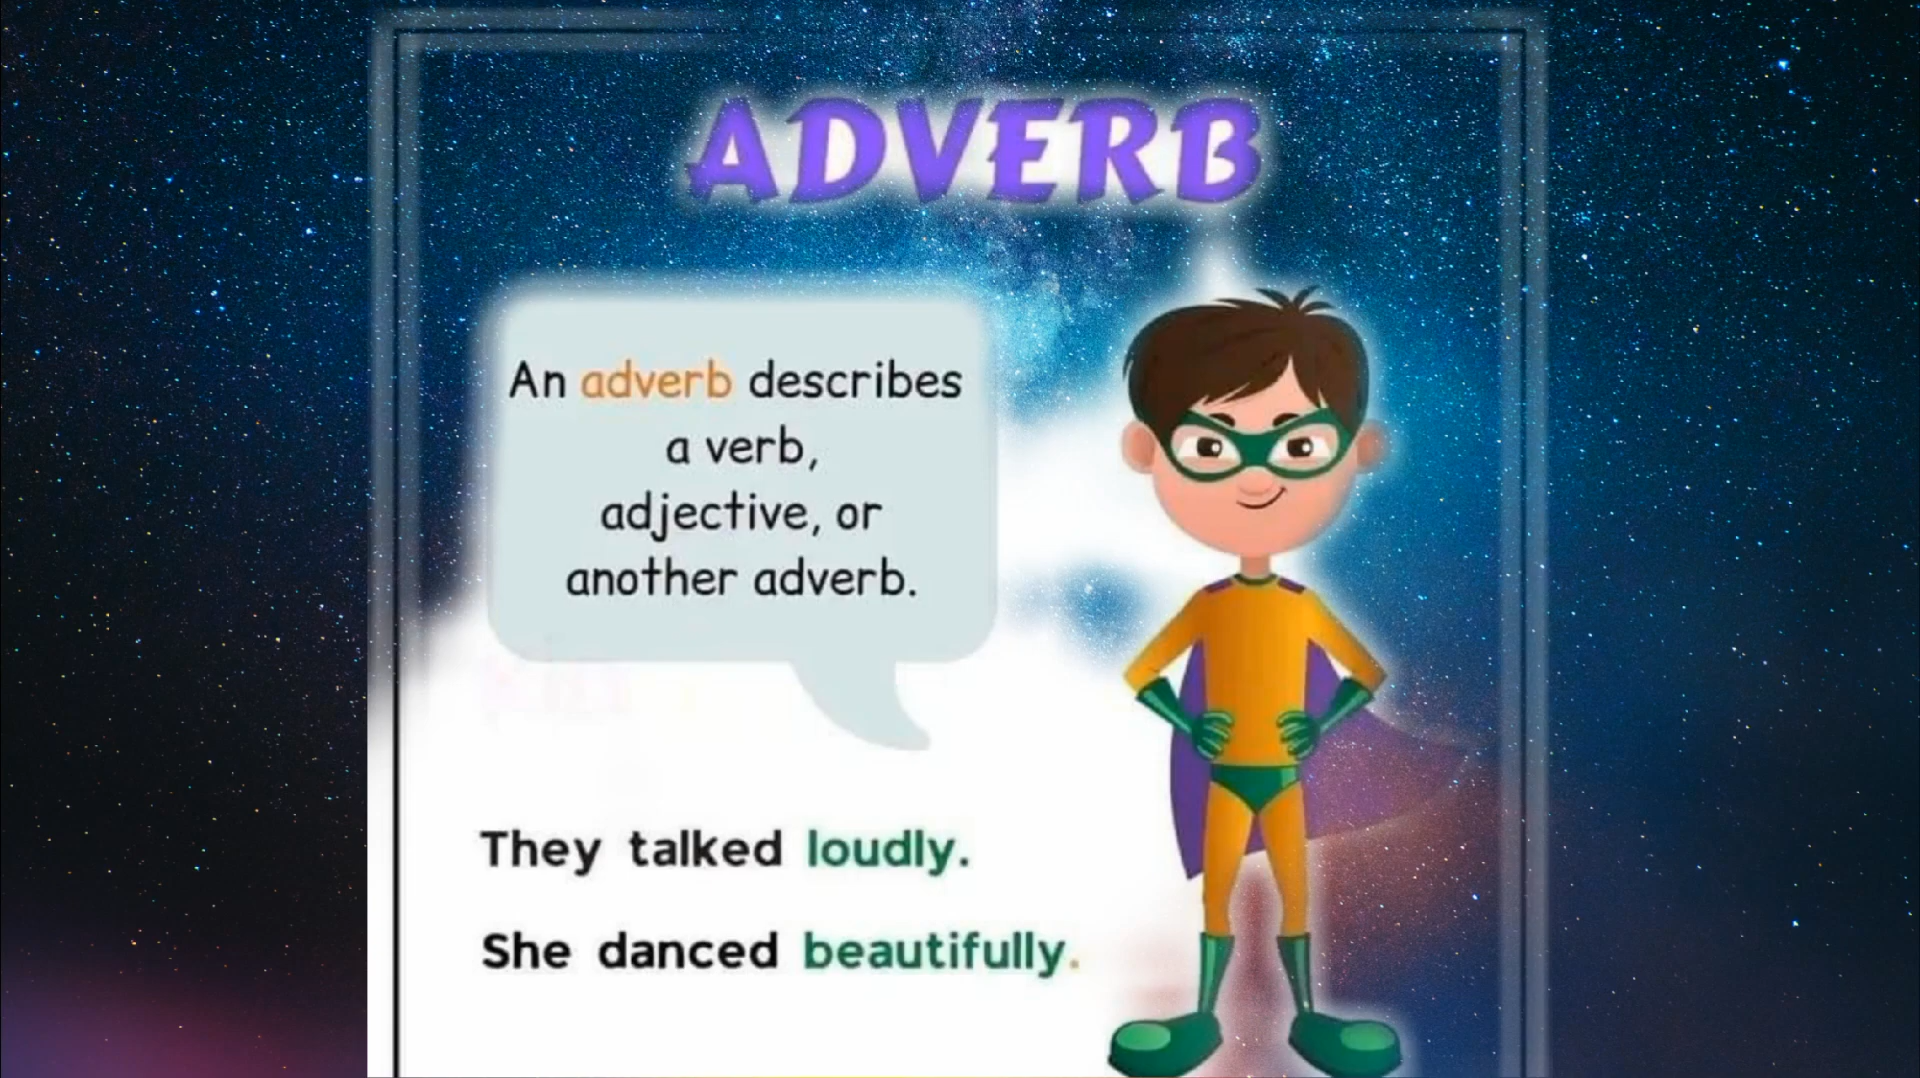 ADVERB
An adverb describes
a verb,
adjective, or
another adverb.
They talked loudly.
She danced beautifully.